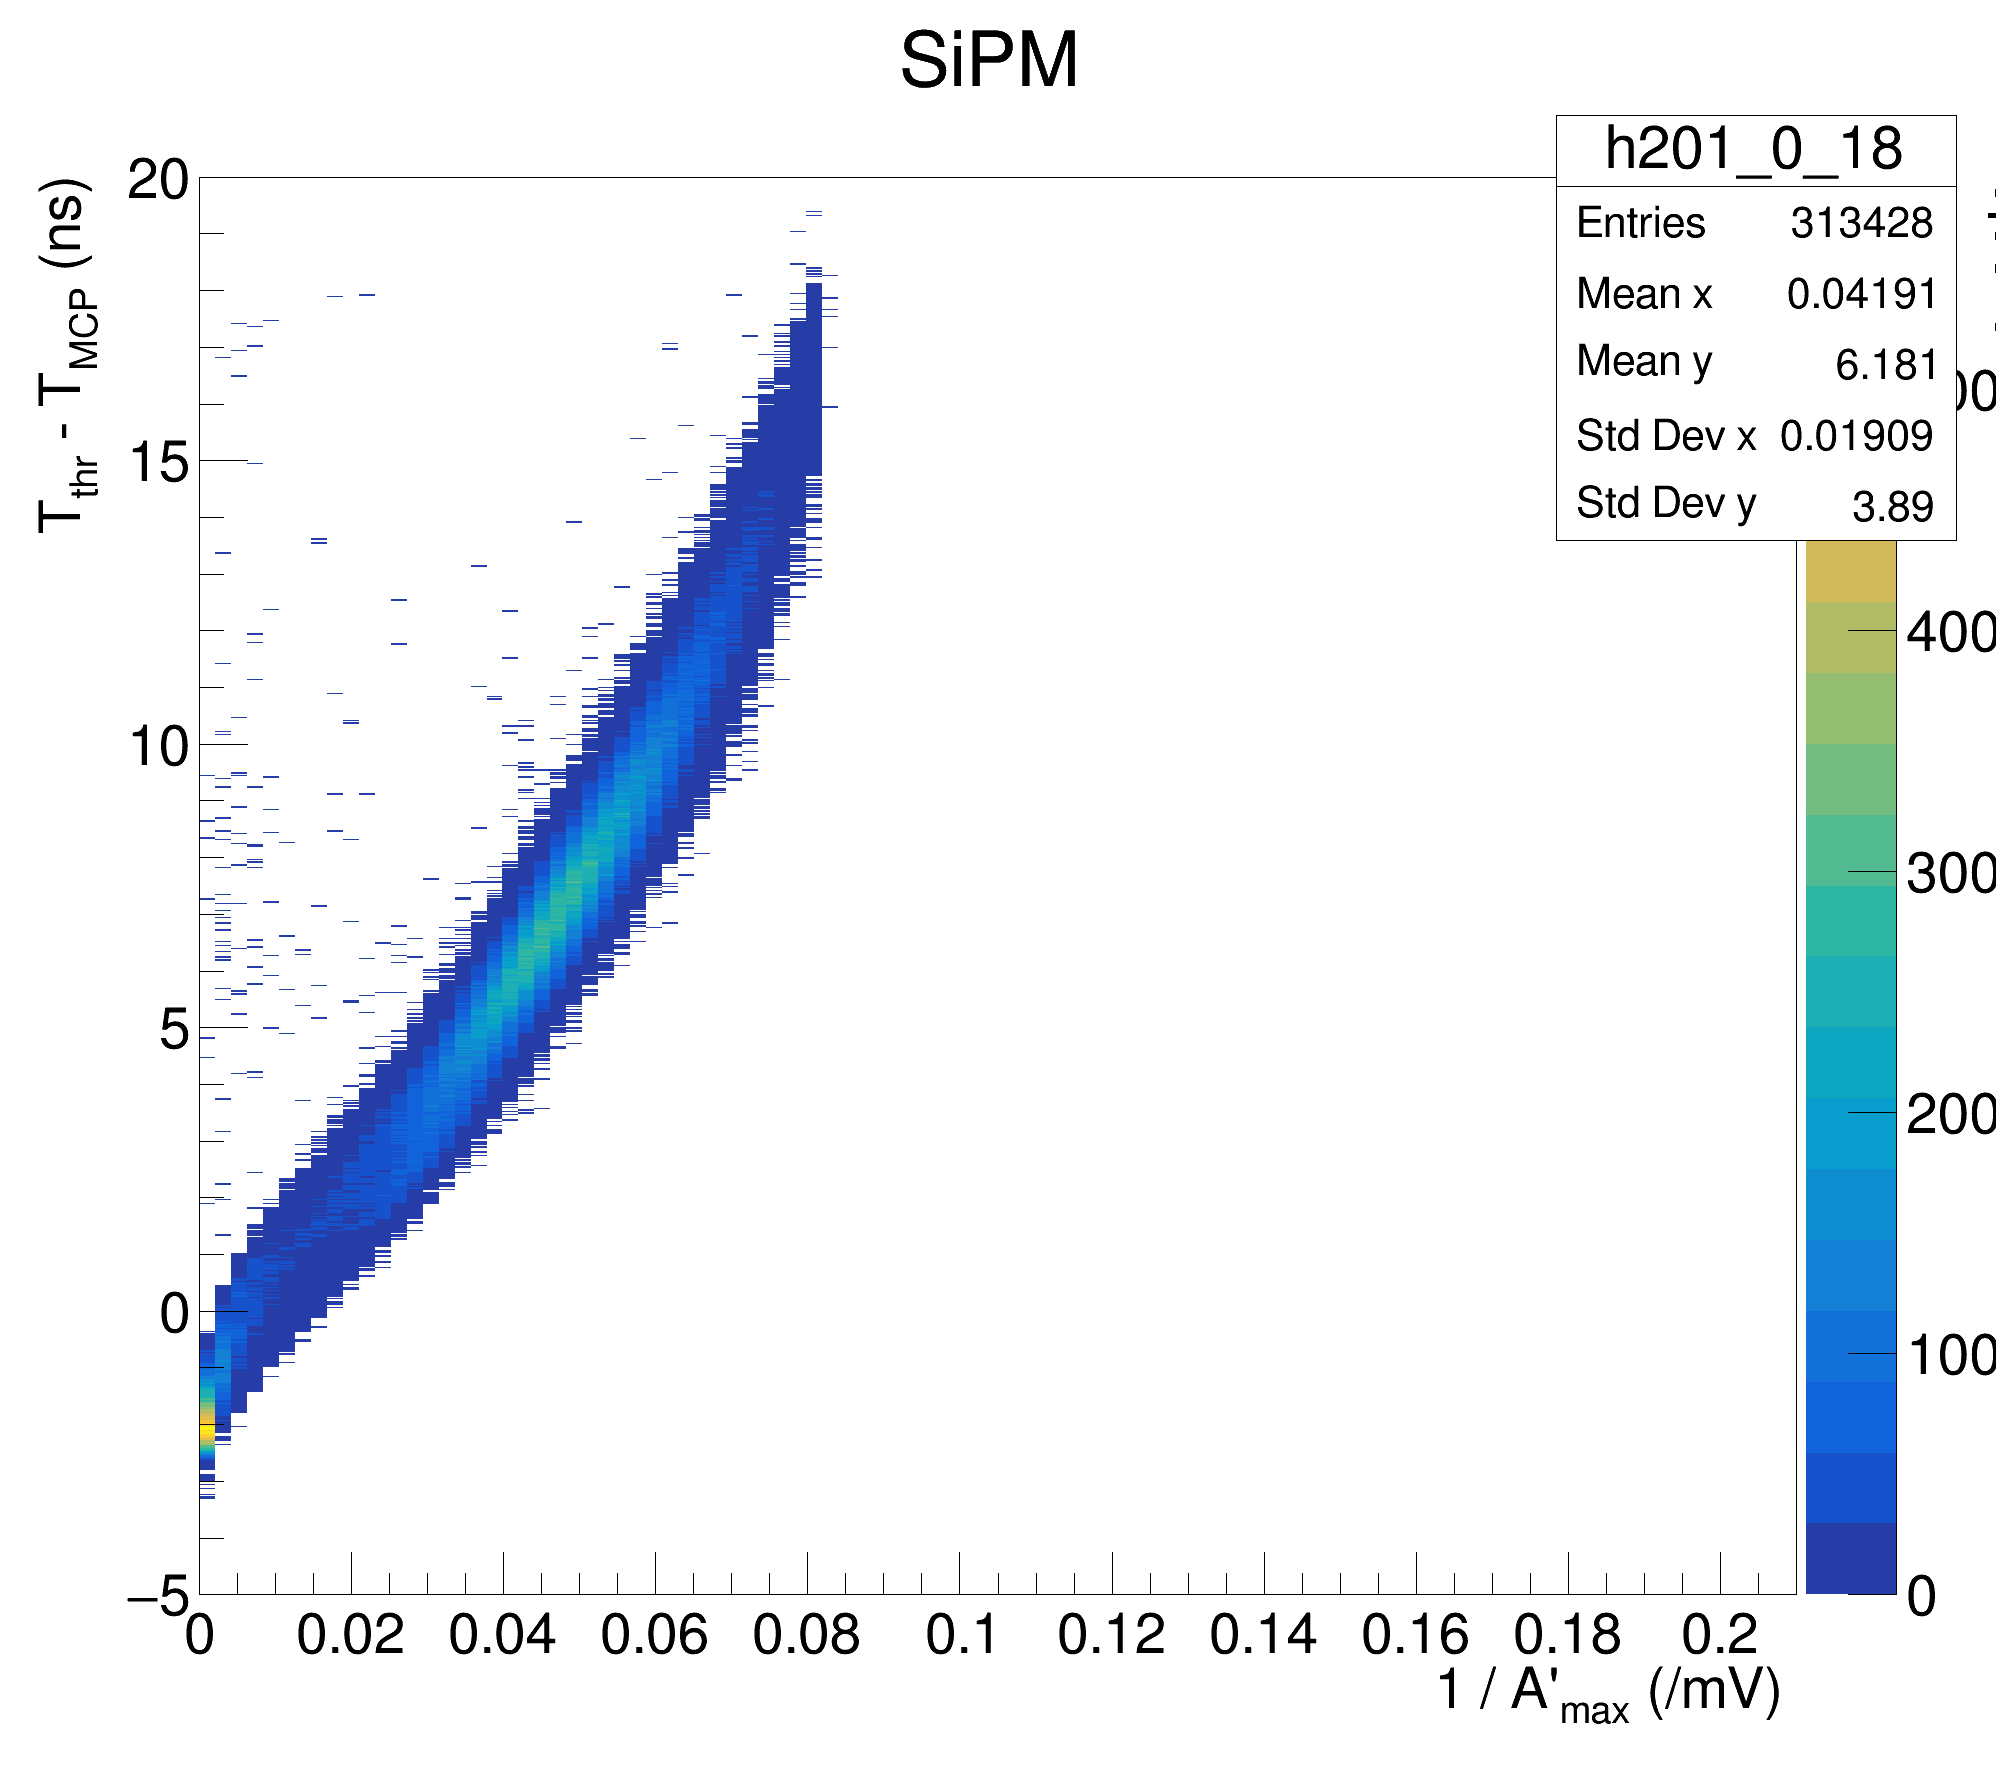 SiPM
h201_0_18
Entries 313428
Mean x 0.04191
Mean y 6.181
Std Dev x 0.01909
Std Dev y 3.89
T_thr - T_MCP (ns)
20
15
10
5
0
−5
0 0.02 0.04 0.06 0.08 0.1 0.12 0.14 0.16 0.18 0.2
1 / A'_max (/mV)
400
300
200
100
0